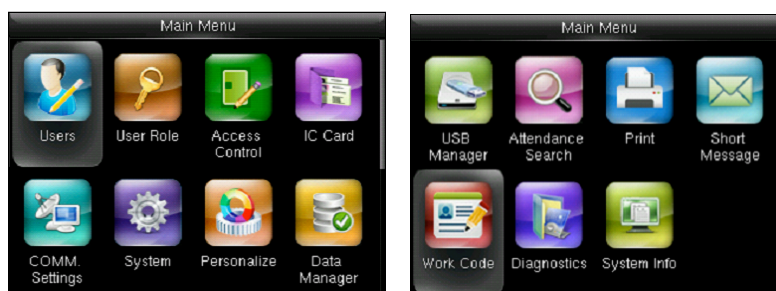 Main Menu
Users
User Role
Access
Control
IC Card
COMM.
Settings
System
Personalize
Data
Manager
Main Menu
USB
Manager
Attendance
Search
Print
Short
Message
Work Code
Diagnostics
System Info